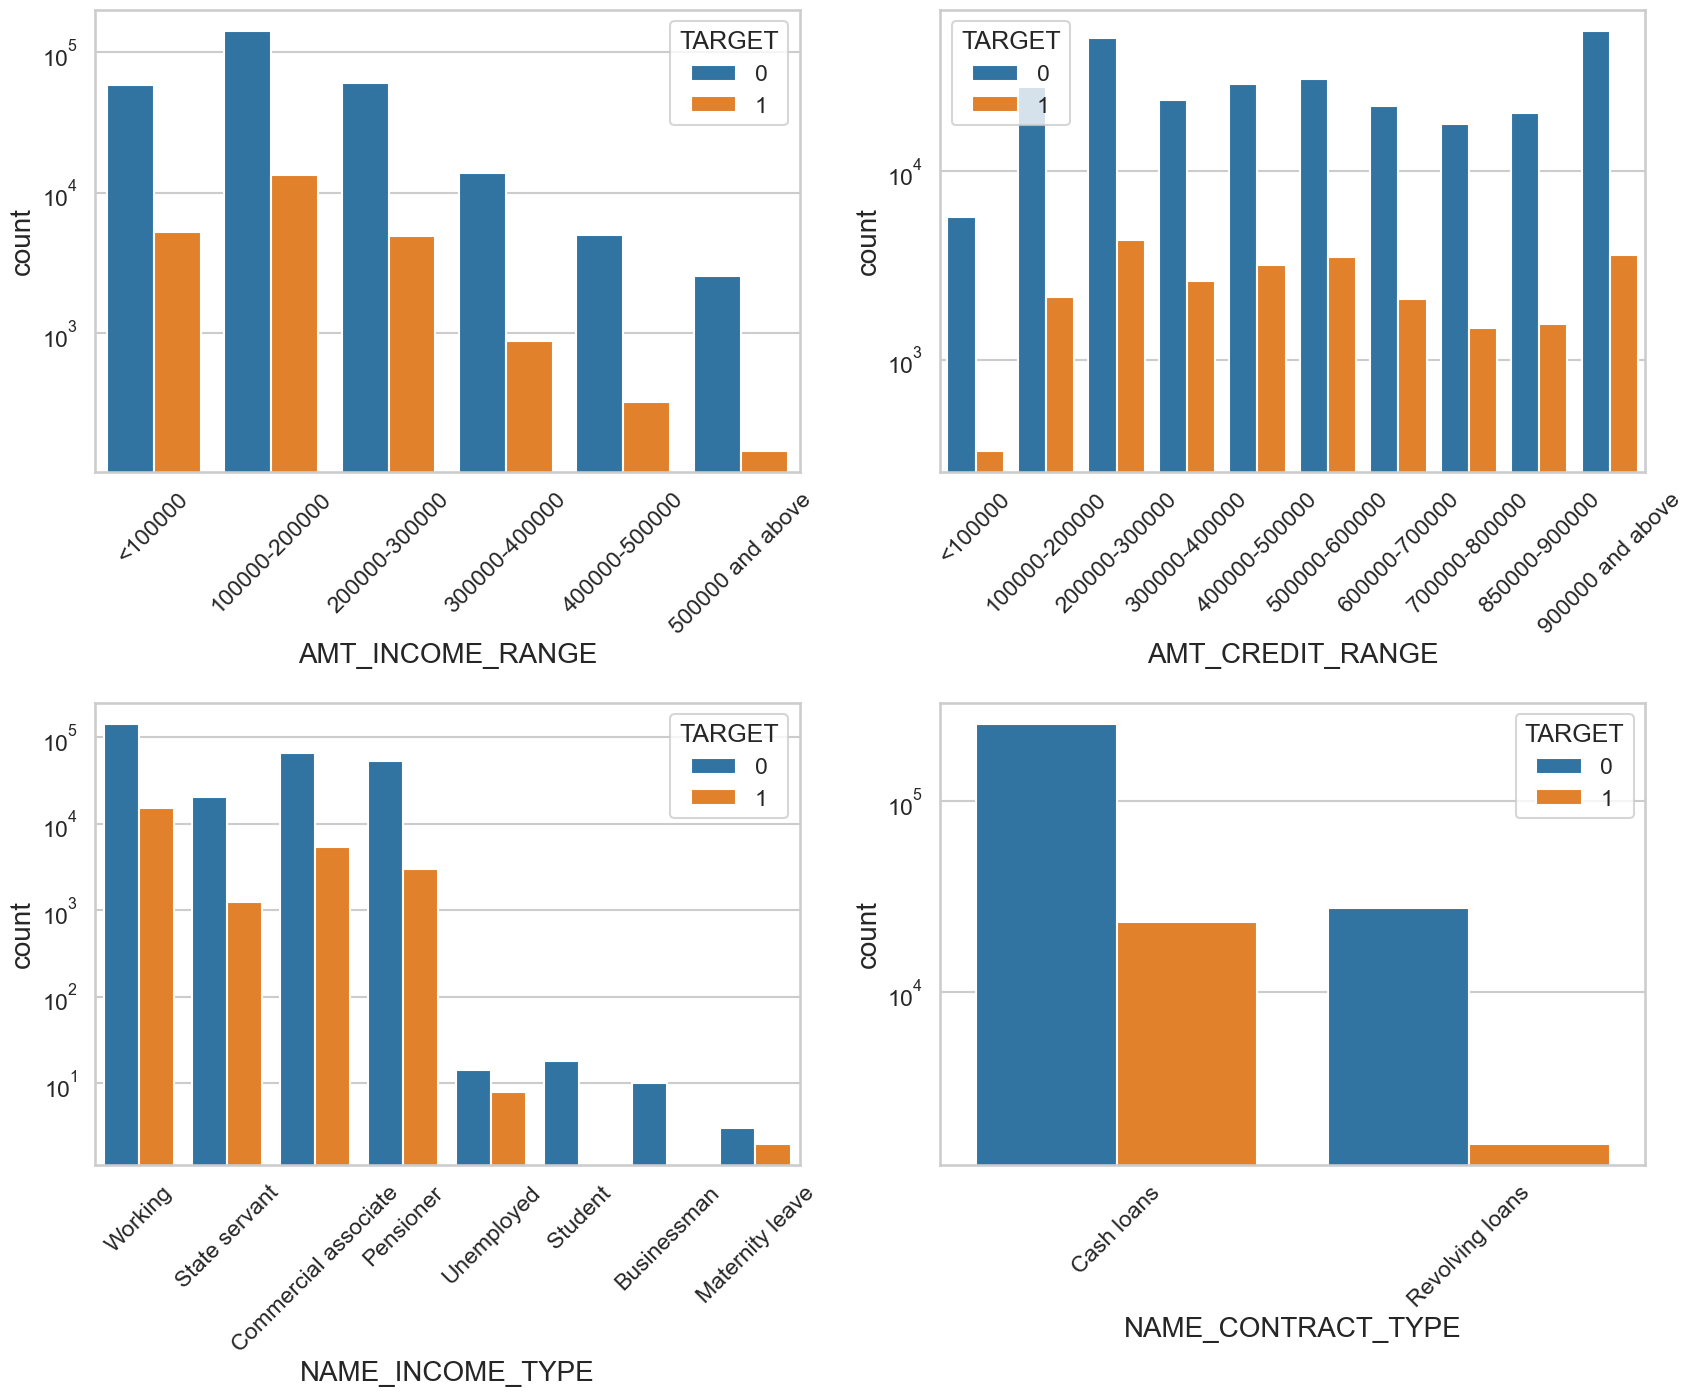 10^5
10^4
10^3
count
TARGET
0
1
<100000
100000-200000
200000-300000
300000-400000
400000-500000
500000 and above
AMT_INCOME_RANGE
10^4
10^3
count
TARGET
0
1
<100000
100000-200000
200000-300000
300000-400000
400000-500000
500000-600000
600000-700000
700000-800000
850000-900000
900000 and above
AMT_CREDIT_RANGE
10^5
10^4
10^3
10^2
10^1
count
TARGET
0
1
Working
State servant
Commercial associate
Pensioner
Unemployed
Student
Businessman
Maternity leave
NAME_INCOME_TYPE
10^5
10^4
count
TARGET
0
1
Cash loans
Revolving loans
NAME_CONTRACT_TYPE